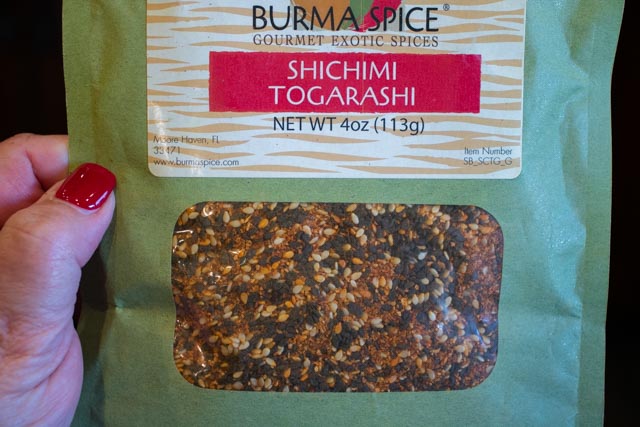 BURMA SPICE®
GOURMET EXOTIC SPICES
SHICHIMI
TOGARASHI
NET WT 4oz (113g)
Moore Haven, FL
33471
www.burmaspice.com
Item Number
SB_SCTG_G